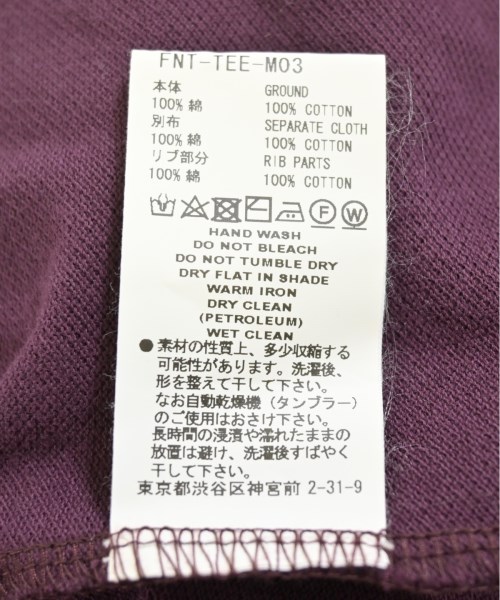 FNT-TEE-M03
本体 GROUND
100% 綿 100% COTTON
別布 SEPARATE CLOTH
100% 綿 100% COTTON
リブ部分 RIB PARTS
100% 綿 100% COTTON
F W
HAND WASH
DO NOT BLEACH
DO NOT TUMBLE DRY
DRY FLAT IN SHADE
WARM IRON
DRY CLEAN
(PETROLEUM)
WET CLEAN
●素材の性質上、多少収縮する
可能性があります。洗濯後、
形を整えて干して下さい。
なお自動乾燥機（タンブラー）
のご使用はおさけ下さい。
長時間の浸漬や濡れたままの
放置は避け、洗濯後すばやく
干して下さい。
東京都渋谷区神宮前 2-31-9